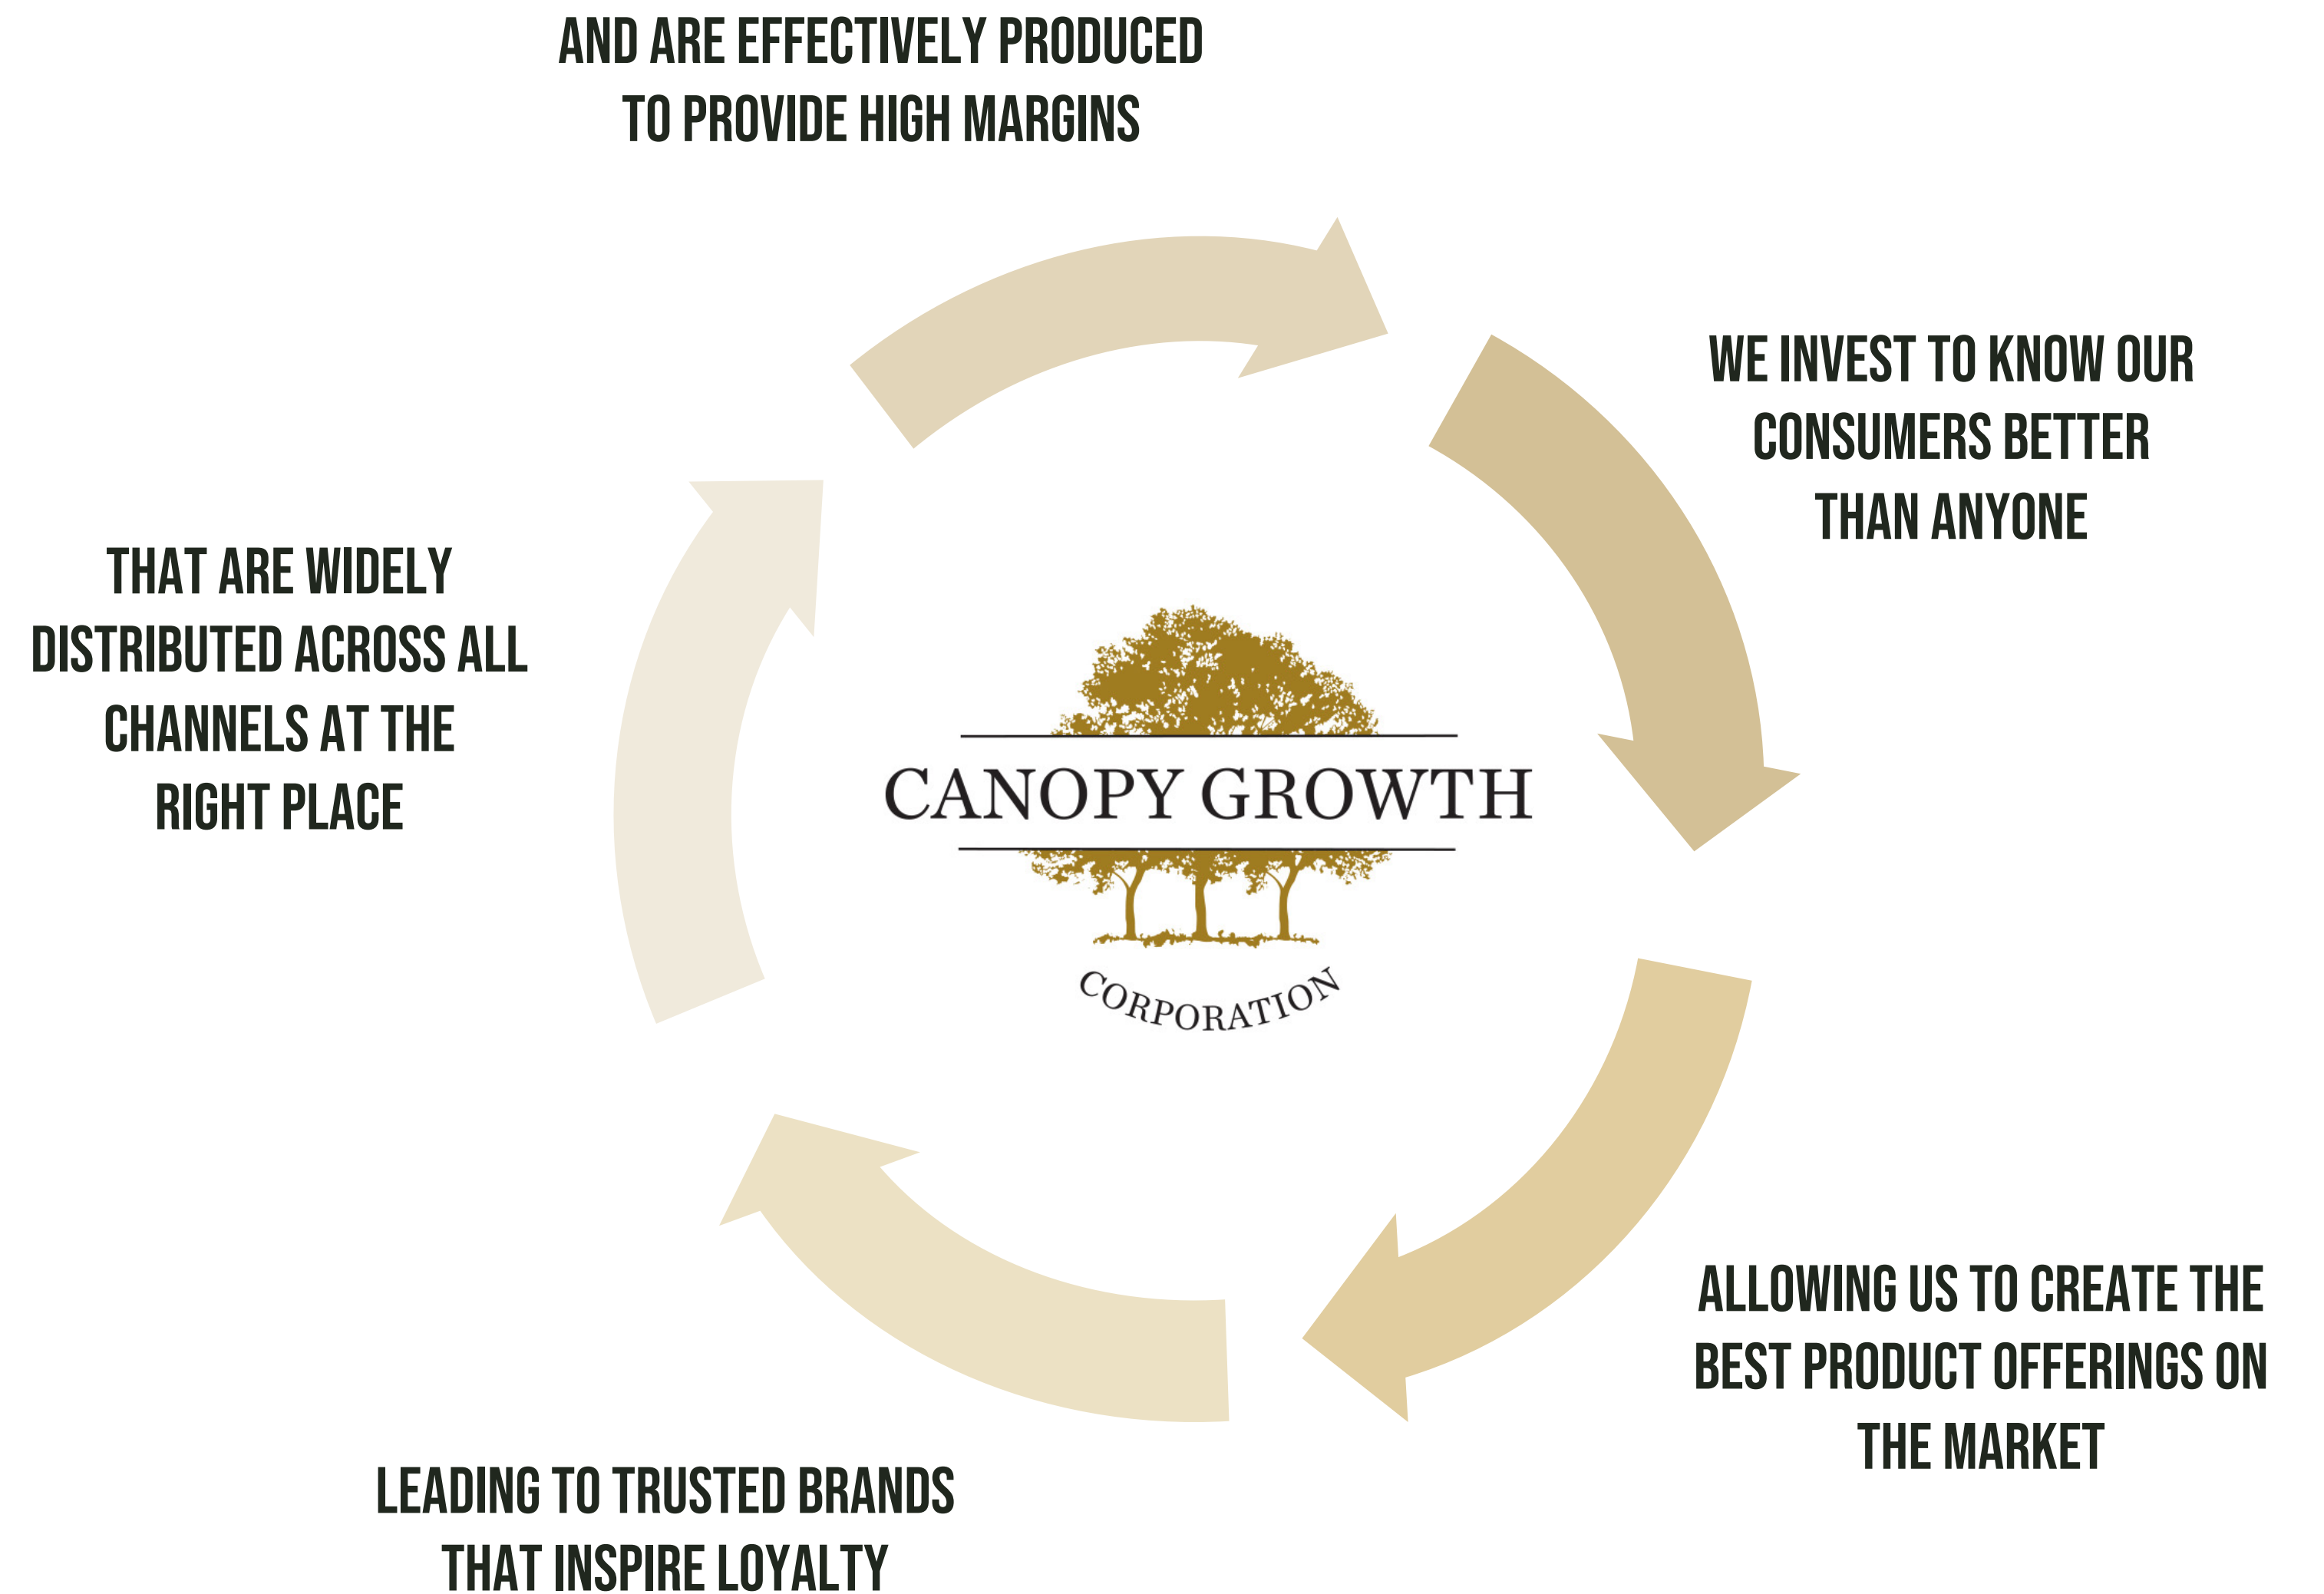 AND ARE EFFECTIVELY PRODUCED
TO PROVIDE HIGH MARGINS
WE INVEST TO KNOW OUR
CONSUMERS BETTER
THAN ANYONE
THAT ARE WIDELY
DISTRIBUTED ACROSS ALL
CHANNELS AT THE
RIGHT PLACE
CANOPY GROWTH
CORPORATION
ALLOWING US TO CREATE THE
BEST PRODUCT OFFERINGS ON
THE MARKET
LEADING TO TRUSTED BRANDS
THAT INSPIRE LOYALTY